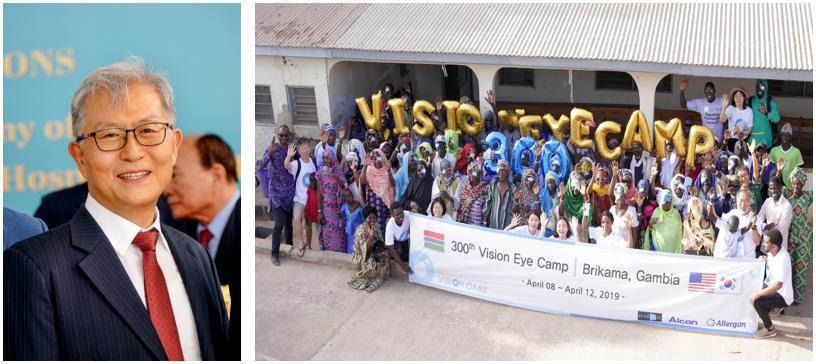 ONS
ny of
Hosp
VISION EYE CAMP
300
300th Vision Eye Camp | Brikama, Gambia
- April 08 ~ April 12, 2019 -
VISION CARE
Alcon
Allergan